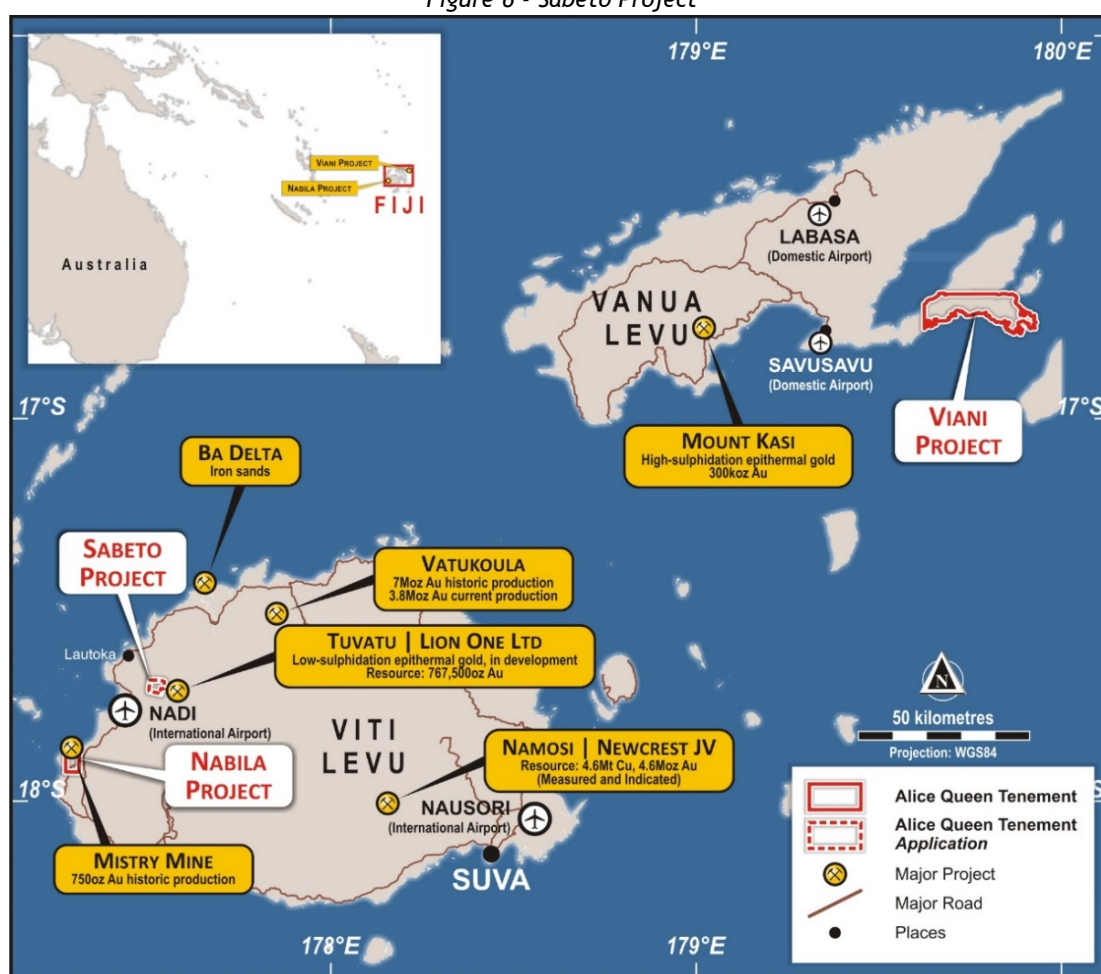 Figure 6 - Sabeto Project
179°E
180°E
VIANI PROJECT
NABILA PROJECT
FIJI
Australia
LABASA
(Domestic Airport)
VANUA
LEVU
SAVUSAVU
(Domestic Airport)
17°S
17°S
VIANI
PROJECT
MOUNT KASI
High-sulphidation epithermal gold
300koz Au
BA DELTA
Iron sands
SABETO
PROJECT
VATUKOULA
7Moz Au historic production
3.8Moz Au current production
Lautoka
TUVATU | LION ONE LTD
Low-sulphidation epithermal gold, in development
Resource: 767,500oz Au
NADI
(International Airport)
VITI
LEVU
N
50 kilometres
Projection: WGS84
NABILA
PROJECT
NAMOSI | NEWCREST JV
Resource: 4.6Mt Cu, 4.6Moz Au
(Measured and Indicated)
18°S
NAUSORI
(International Airport)
MISTRY MINE
750oz Au historic production
SUVA
Alice Queen Tenement
Alice Queen Tenement
Application
Major Project
Major Road
Places
178°E
179°E